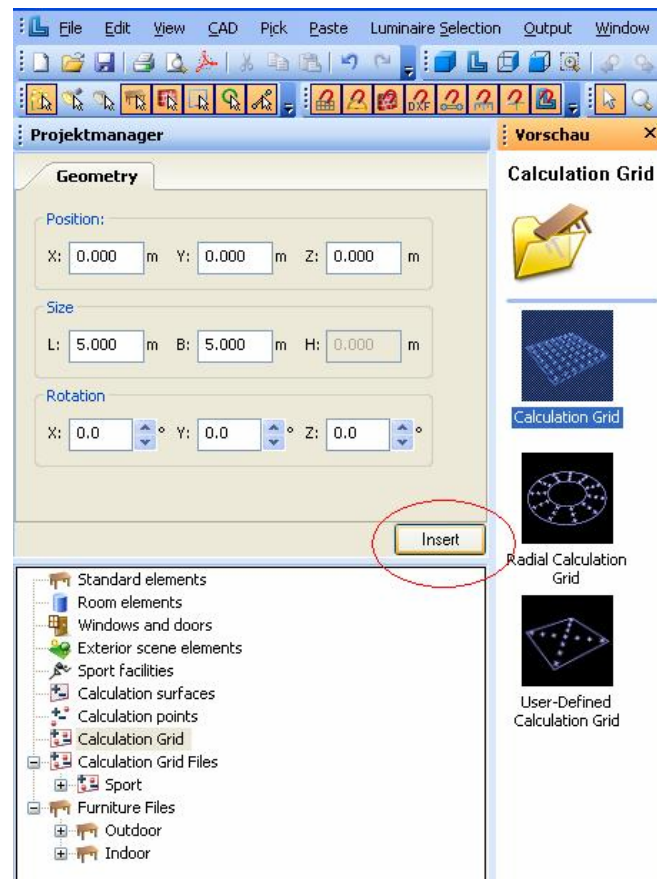 File Edit View CAD Pick Paste Luminaire Selection Output Window
DXF
Projektmanager
Geometry
Position:
X: 0.000 m Y: 0.000 m Z: 0.000 m
Size
L: 5.000 m B: 5.000 m H: 0.000 m
Rotation
X: 0.0 ° Y: 0.0 ° Z: 0.0 °
Insert
Standard elements
Room elements
Windows and doors
Exterior scene elements
Sport facilities
Calculation surfaces
Calculation points
Calculation Grid
Calculation Grid Files
Sport
Furniture Files
Outdoor
Indoor
Vorschau
Calculation Grid
Calculation Grid
Radial Calculation
Grid
User-Defined
Calculation Grid